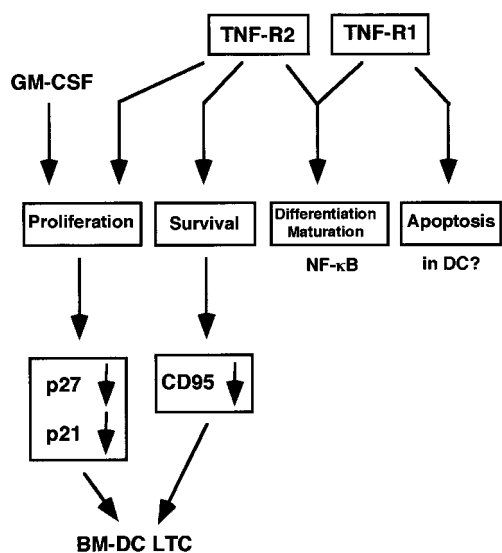 TNF-R2
TNF-R1
GM-CSF
Proliferation
Survival
Differentiation
Maturation
Apoptosis
NF-κB
in DC?
p27
CD95
p21
BM-DC LTC